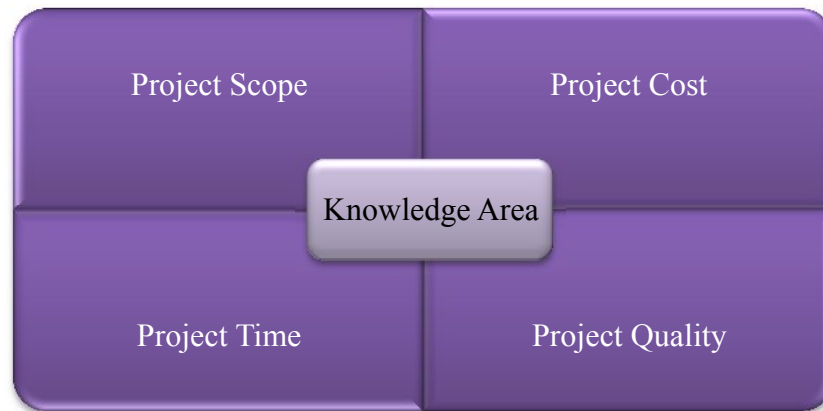 Project Scope
Project Cost
Knowledge Area
Project Time
Project Quality